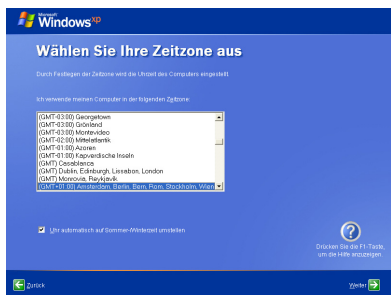 Microsoft
Windows xp
Wählen Sie Ihre Zeitzone aus
Durch Festlegen der Zeitzone wird die Uhrzeit des Computers eingestellt.
Ich verwende meinen Computer in der folgenden Zeitzone:
(GMT-03:00) Georgetown
(GMT-03:00) Grönland
(GMT-03:00) Montevideo
(GMT-02:00) Mittelatlantik
(GMT-01:00) Azoren
(GMT-01:00) Kapverdische Inseln
(GMT) Casablanca
(GMT) Dublin, Edinburgh, Lissabon, London
(GMT) Monrovia, Reykjavik
(GMT+01:00) Amsterdam, Berlin, Bern, Rom, Stockholm, Wien
Uhr automatisch auf Sommer-/Winterzeit umstellen
Drücken Sie die F1-Taste,
um die Hilfe anzuzeigen.
Zurück
Weiter